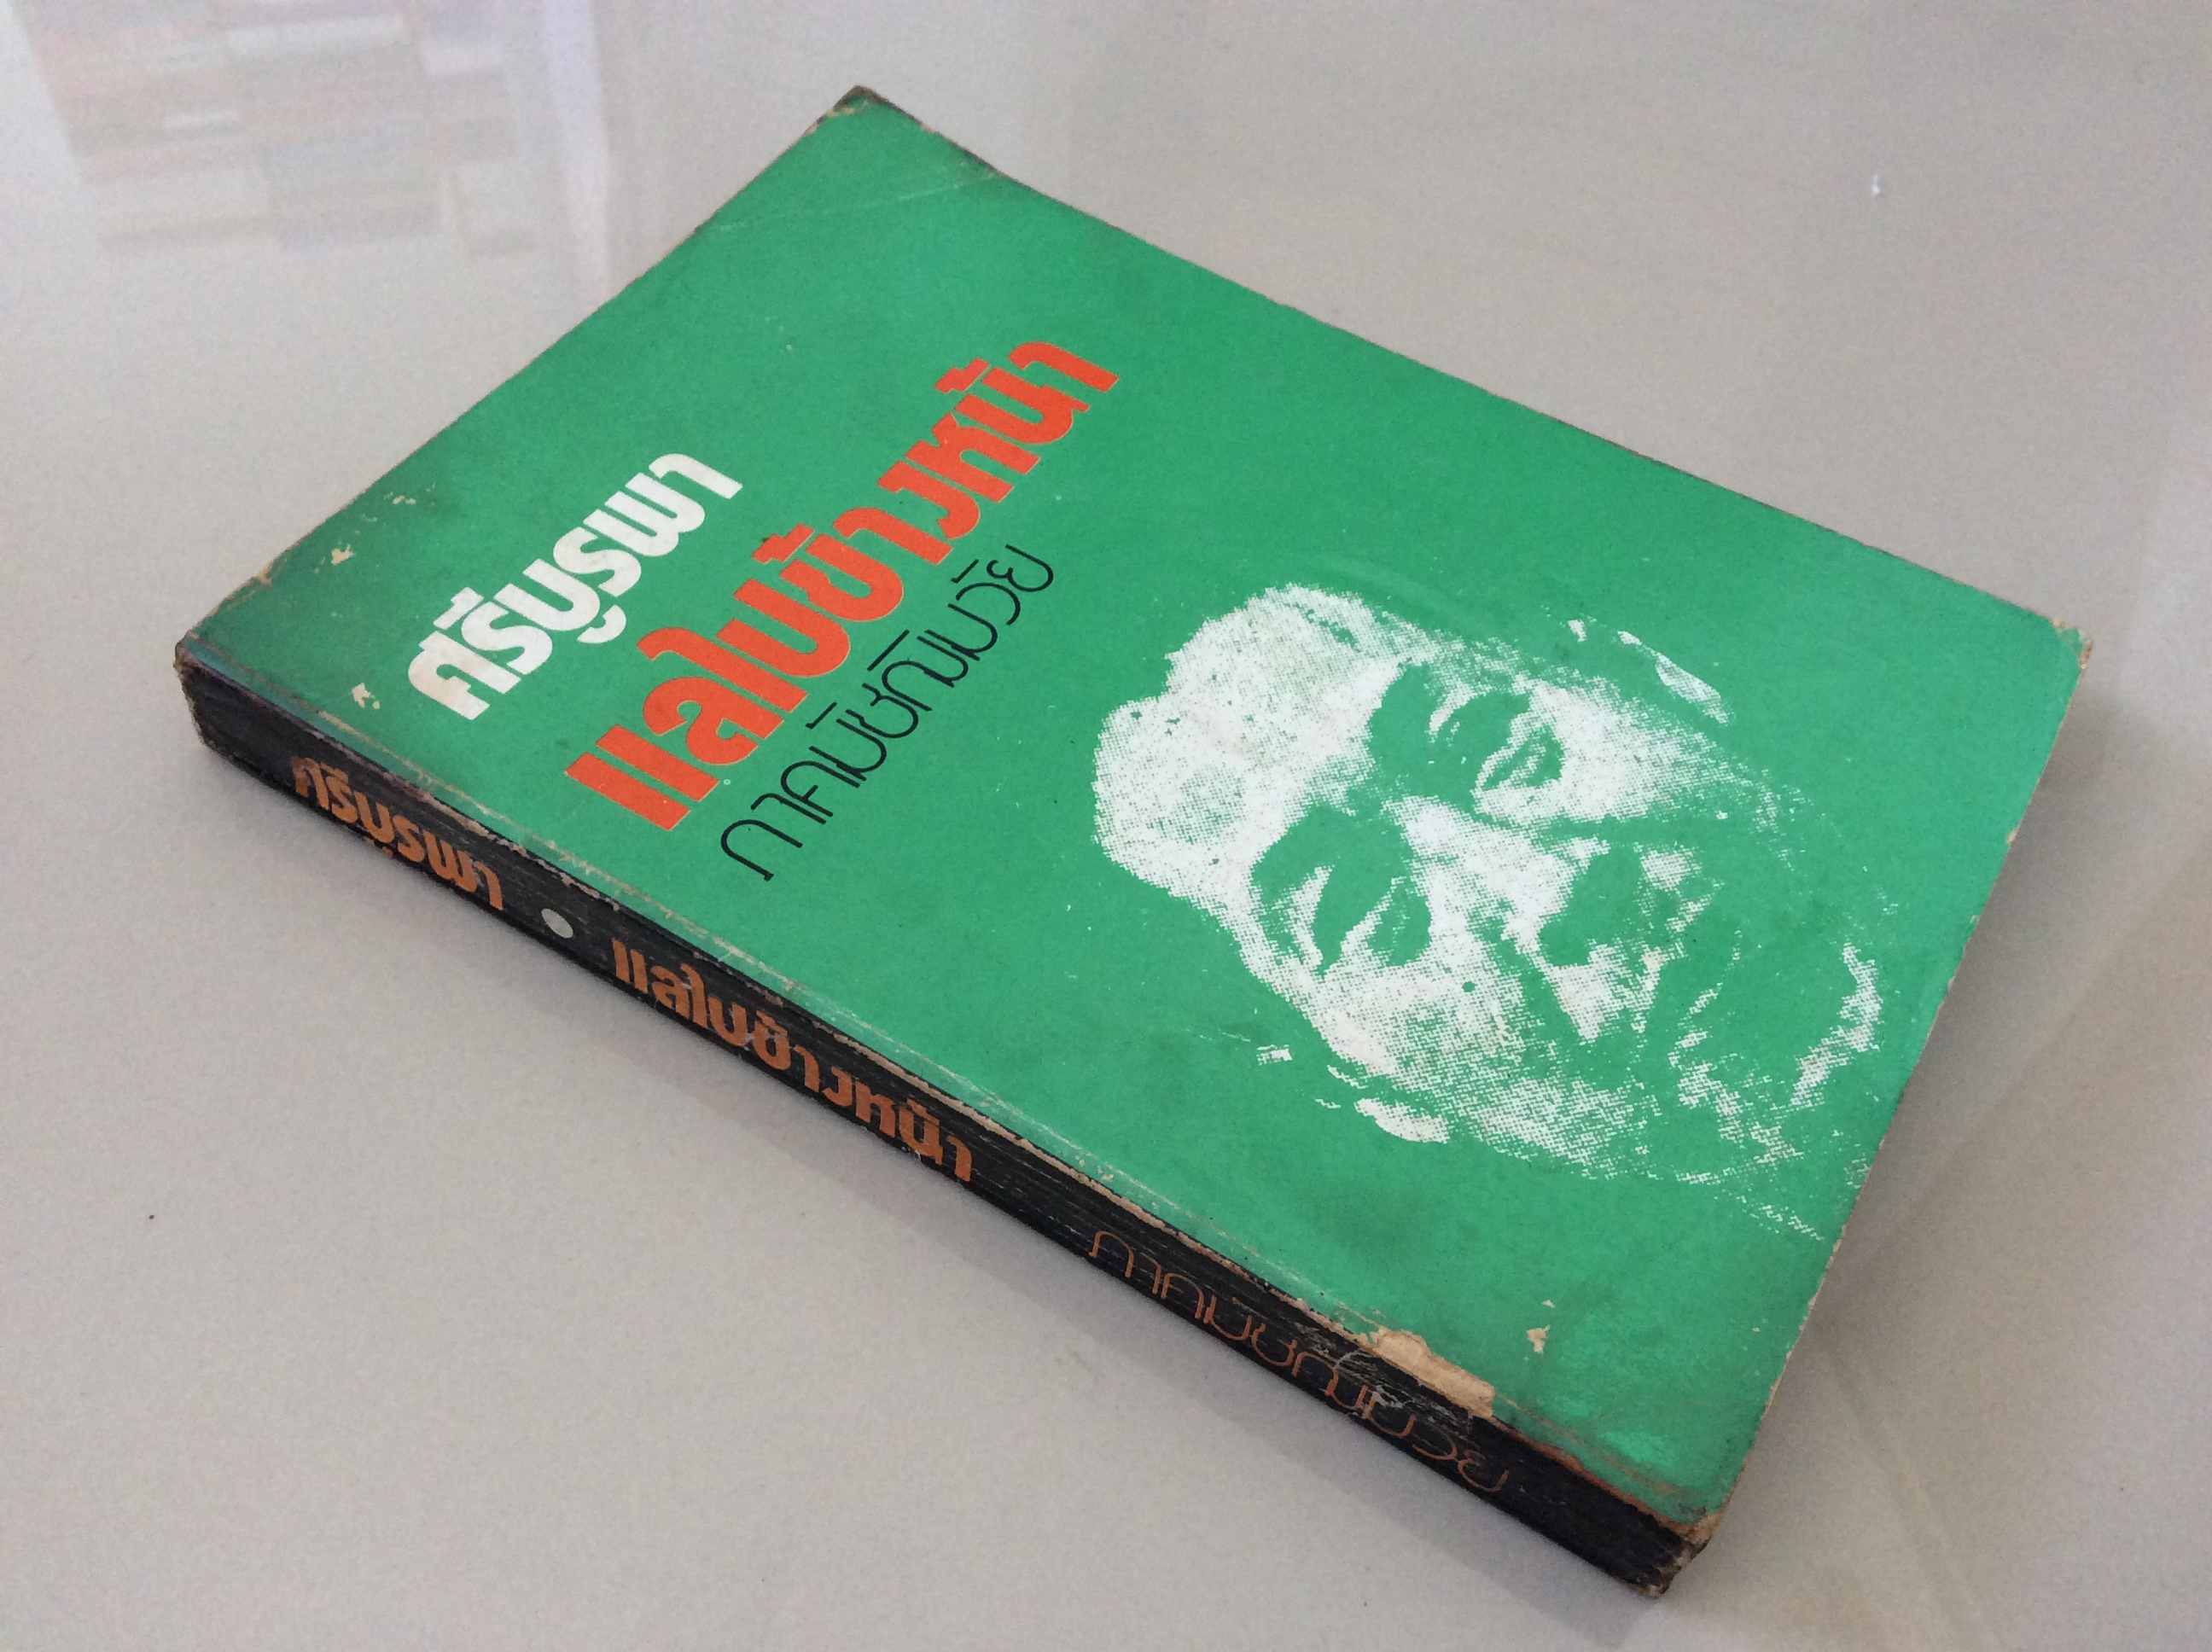 ศรีบูรพา
แลไปข้างหน้า
ภาคมัชฌิมวัย
ศรีบูรพา • แลไปข้างหน้า ภาคมัชฌิมวัย